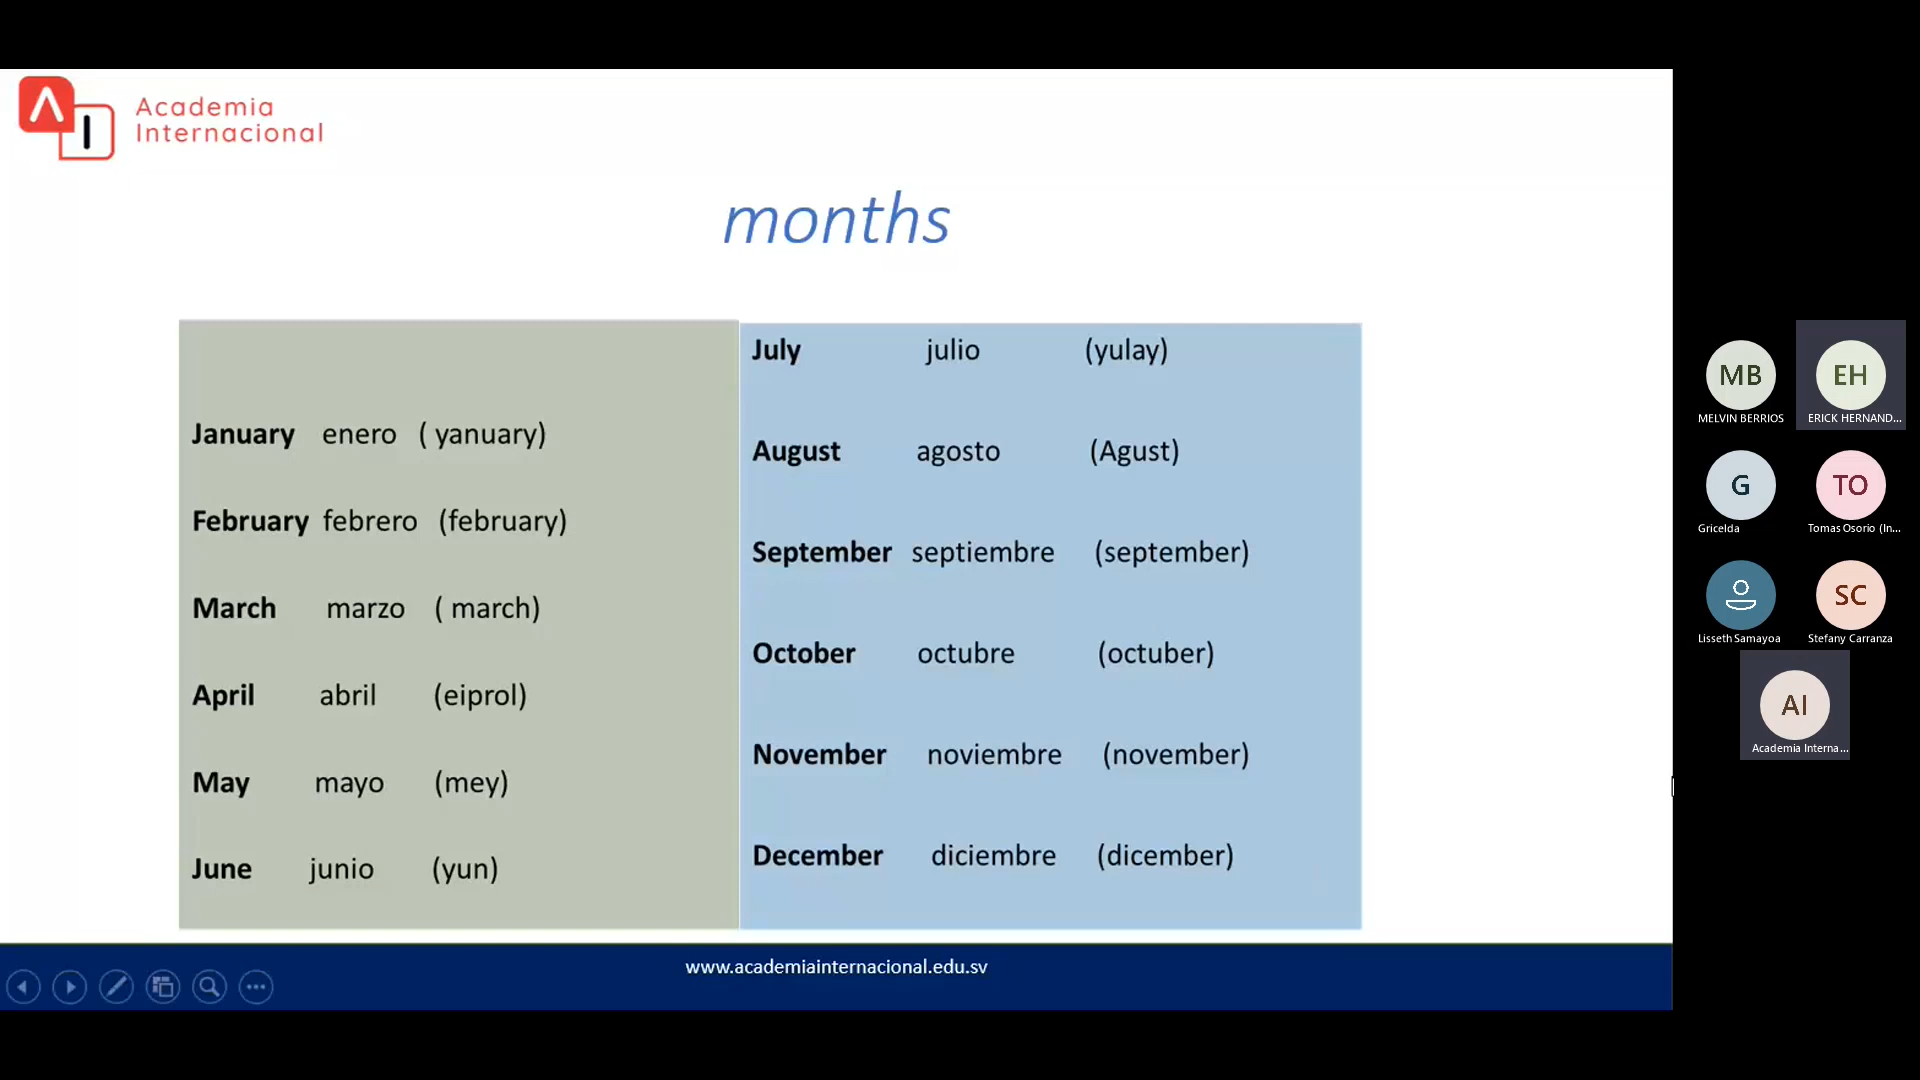 Academia
Internacional
months
January enero ( yanuary)
February febrero (february)
March marzo ( march)
April abril (eiprol)
May mayo (mey)
June junio (yun)
July julio (yulay)
August agosto (Agust)
September septiembre (september)
October octubre (octuber)
November noviembre (november)
December diciembre (dicember)
www.academiainternacional.edu.sv
MB
MELVIN BERRIOS
EH
ERICK HERNAND...
G
Gricelda
TO
Tomas Osorio (In...
Lisseth Samayoa
SC
Stefany Carranza
AI
Academia Interna...